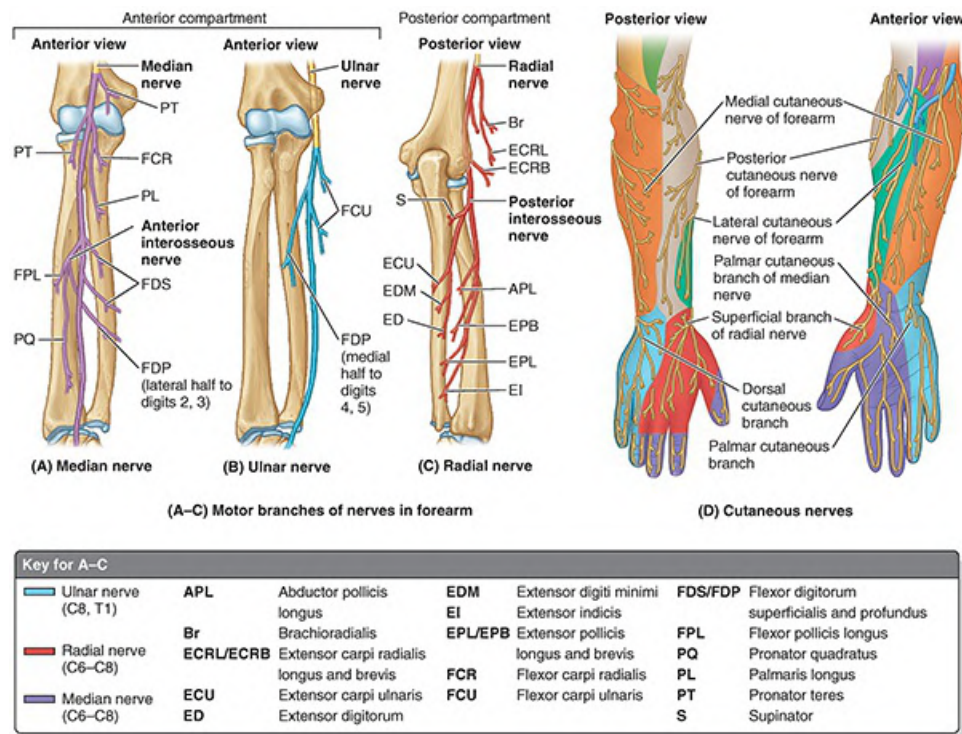 Anterior compartment
Posterior compartment
Anterior view
Anterior view
Posterior view
Posterior view
Anterior view
Median
nerve
PT
PT
FCR
PL
Anterior
interosseous
nerve
FPL
FDS
PQ
FDP
(lateral half to
digits 2, 3)
(A) Median nerve
Ulnar
nerve
FCU
FDP
(medial
half to
digits
4, 5)
(B) Ulnar nerve
Radial
nerve
Br
ECRL
ECRB
S
Posterior
interosseous
nerve
ECU
EDM
APL
ED
EPB
EPL
EI
(C) Radial nerve
(A–C) Motor branches of nerves in forearm
Medial cutaneous
nerve of forearm
Posterior
cutaneous nerve
of forearm
Lateral cutaneous
nerve of forearm
Palmar cutaneous
branch of median
nerve
Superficial branch
of radial nerve
Dorsal
cutaneous
branch
Palmar cutaneous
branch
(D) Cutaneous nerves
Key for A–C
Ulnar nerve
(C8, T1)
Radial nerve
(C6–C8)
Median nerve
(C6–C8)
APL Abductor pollicis
longus
Br Brachioradialis
ECRL/ECRB Extensor carpi radialis
longus and brevis
ECU Extensor carpi ulnaris
ED Extensor digitorum
EDM Extensor digiti minimi
EI Extensor indicis
EPL/EPB Extensor pollicis
longus and brevis
FCR Flexor carpi radialis
FCU Flexor carpi ulnaris
FDS/FDP Flexor digitorum
superficialis and profundus
FPL Flexor pollicis longus
PQ Pronator quadratus
PL Palmaris longus
PT Pronator teres
S Supinator